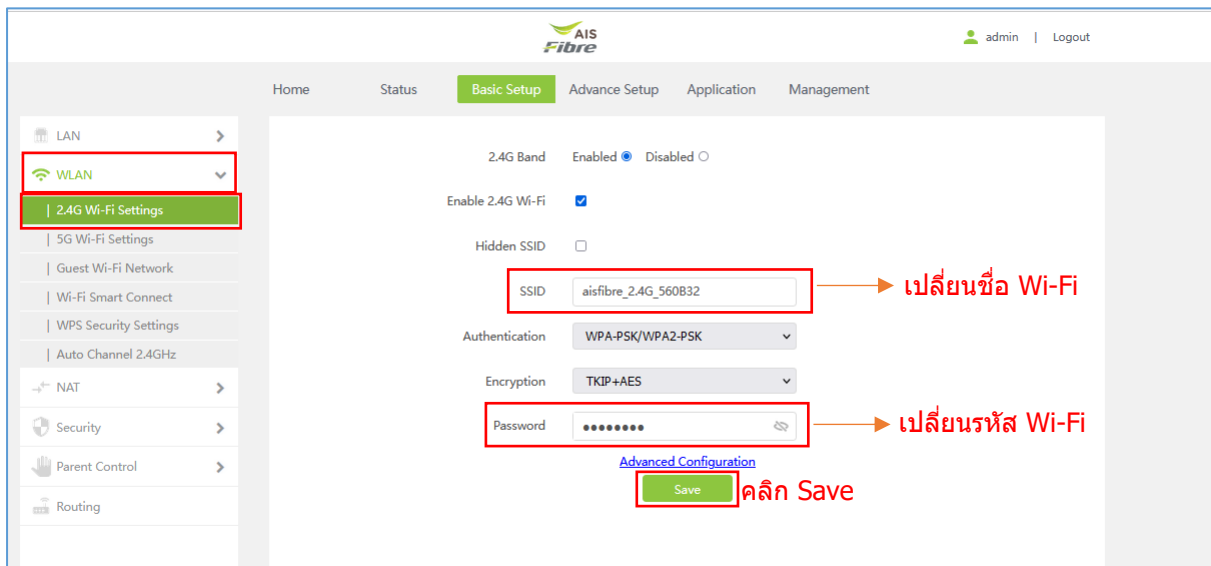 AIS
Fibre
admin | Logout
Home Status Basic Setup Advance Setup Application Management
LAN
WLAN
| 2.4G Wi-Fi Settings
| 5G Wi-Fi Settings
| Guest Wi-Fi Network
| Wi-Fi Smart Connect
| WPS Security Settings
| Auto Channel 2.4GHz
NAT
Security
Parent Control
Routing
2.4G Band Enabled Disabled
Enable 2.4G Wi-Fi
Hidden SSID
SSID aisfibre_2.4G_560B32 เปลี่ยนชื่อ Wi-Fi
Authentication WPA-PSK/WPA2-PSK
Encryption TKIP+AES
Password ●●●●●●●● เปลี่ยนรหัส Wi-Fi
Advanced Configuration
Save คลิก Save